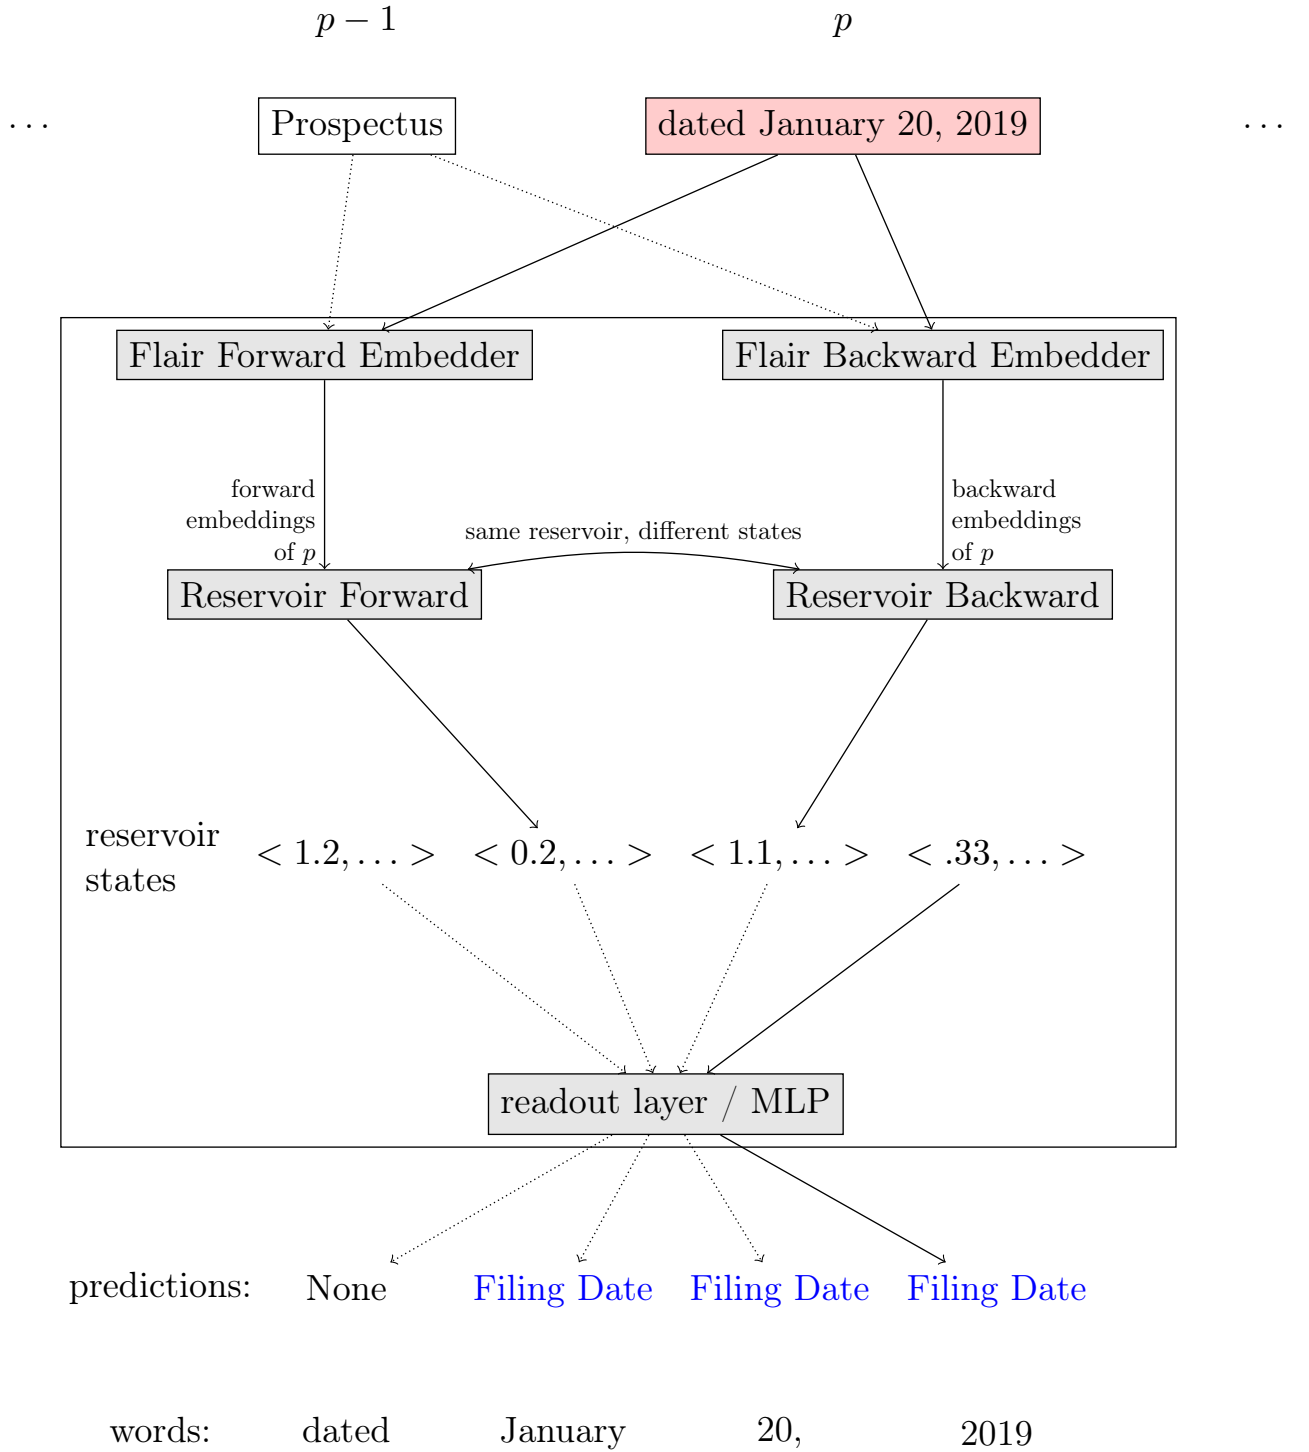 p − 1 p
... Prospectus dated January 20, 2019 ...
Flair Forward Embedder Flair Backward Embedder
forward
embeddings
of p
same reservoir, different states
backward
embeddings
of p
Reservoir Forward Reservoir Backward
reservoir
states
< 1.2, . . . > < 0.2, . . . > < 1.1, . . . > < .33, . . . >
readout layer / MLP
predictions: None Filing Date Filing Date Filing Date
words: dated January 20, 2019